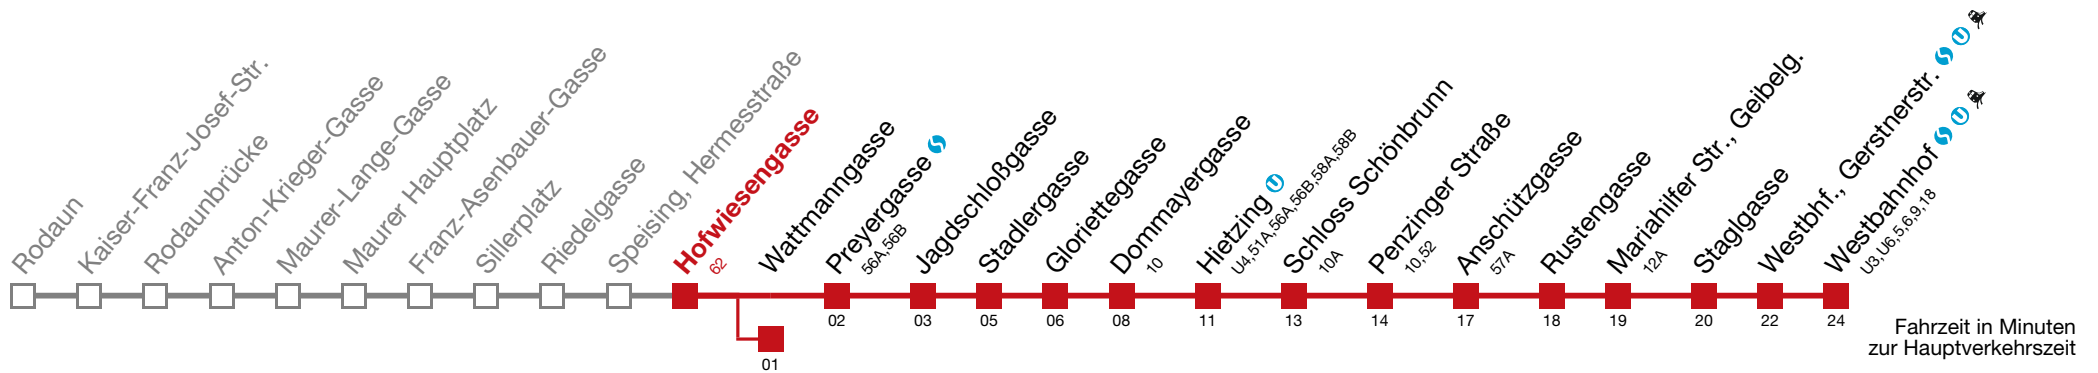 Rodaun
Kaiser-Franz-Josef-Str.
Rodaunbrücke
Anton-Krieger-Gasse
Maurer-Lange-Gasse
Maurer Hauptplatz
Franz-Asenbauer-Gasse
Sillerplatz
Riedelgasse
Speising, Hermesstraße
Hofwiesengasse
62
Wattmanngasse
Preyergasse S
56A,56B
Jagdschloßgasse
Stadlergasse
Gloriettegasse
Dommayergasse
10
Hietzing U
U4,51A,56A,56B,58A,58B
Schloss Schönbrunn
10A
Penzinger Straße
10,52
Anschützgasse
57A
Rustengasse
Mariahilfer Str., Geibelg.
12A
Staglgasse
Westbhf., Gerstnerstr. S U
Westbahnhof S U
U3,U6,5,6,9,18
02 03 05 06 08 11 13 14 17 18 19 20 22 24
01
Fahrzeit in Minuten
zur Hauptverkehrszeit